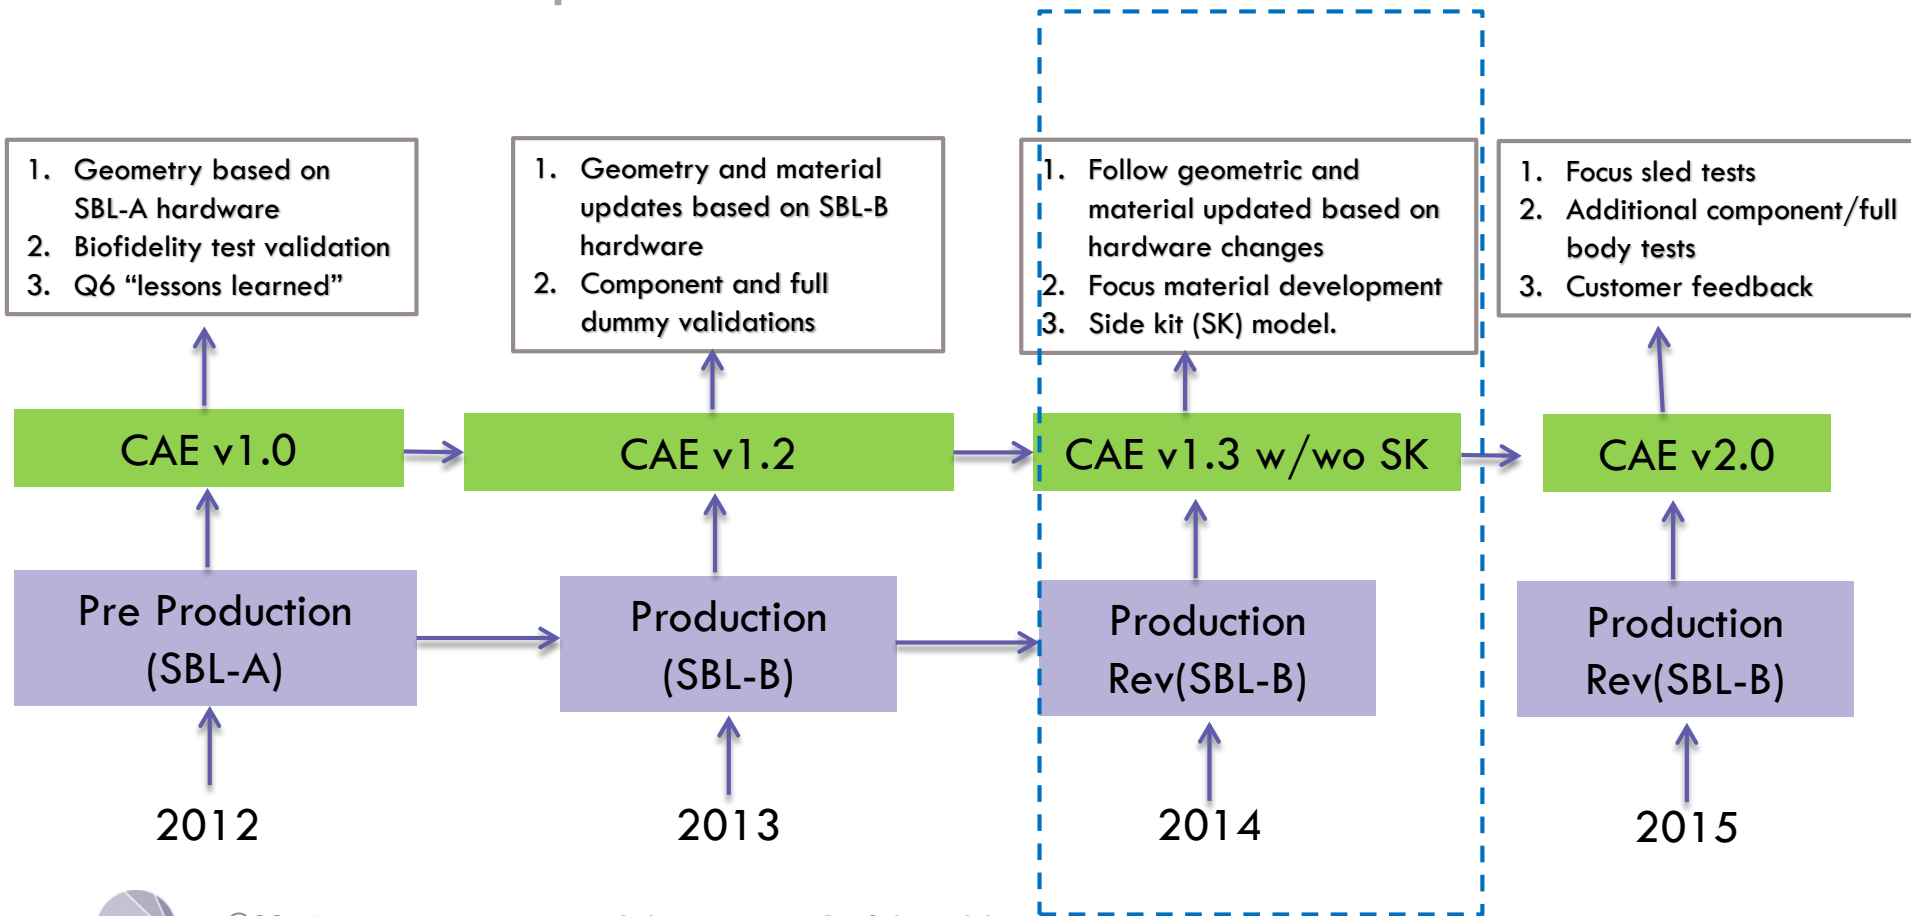 1. Geometry based on
SBL-A hardware
2. Biofidelity test validation
3. Q6 “lessons learned”
1. Geometry and material
updates based on SBL-B
hardware
2. Component and full
dummy validations
1. Follow geometric and
material updated based on
hardware changes
2. Focus material development
3. Side kit (SK) model.
1. Focus sled tests
2. Additional component/full
body tests
3. Customer feedback
CAE v1.0
CAE v1.2
CAE v1.3 w/wo SK
CAE v2.0
Pre Production
(SBL-A)
Production
(SBL-B)
Production
Rev(SBL-B)
Production
Rev(SBL-B)
2012
2013
2014
2015